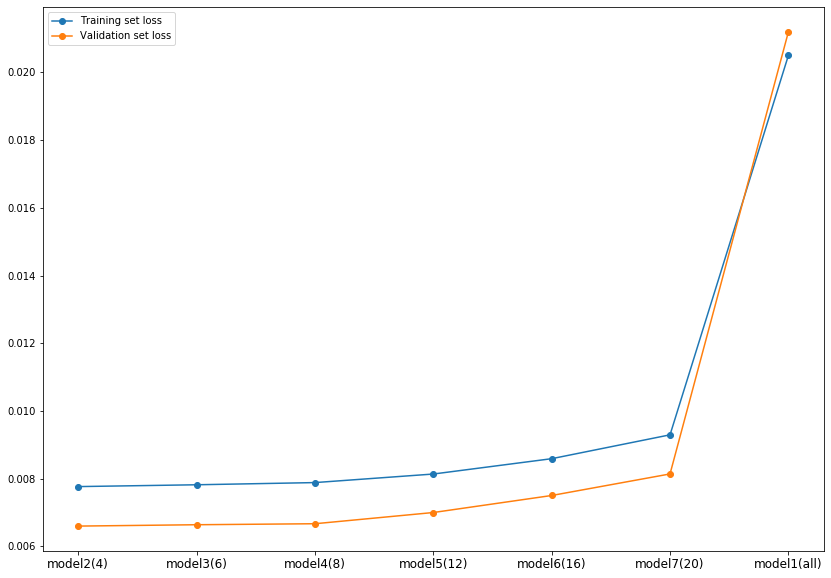 Training set loss
Validation set loss
0.020
0.018
0.016
0.014
0.012
0.010
0.008
0.006
model2(4) model3(6) model4(8) model5(12) model6(16) model7(20) model1(all)